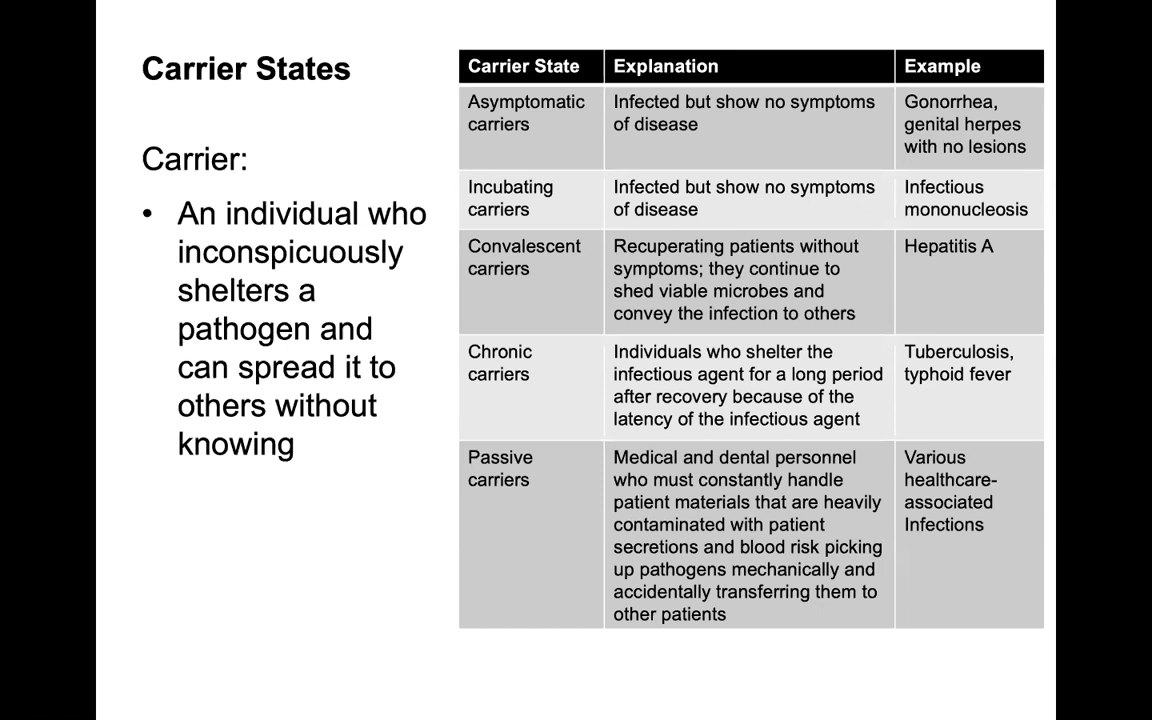 Carrier States
Carrier:
• An individual who
inconspicuously
shelters a
pathogen and
can spread it to
others without
knowing
Carrier State Explanation Example
Asymptomatic
carriers
Infected but show no symptoms
of disease
Gonorrhea,
genital herpes
with no lesions
Incubating
carriers
Infected but show no symptoms
of disease
Infectious
mononucleosis
Convalescent
carriers
Recuperating patients without
symptoms; they continue to
shed viable microbes and
convey the infection to others
Hepatitis A
Chronic
carriers
Individuals who shelter the
infectious agent for a long period
after recovery because of the
latency of the infectious agent
Tuberculosis,
typhoid fever
Passive
carriers
Medical and dental personnel
who must constantly handle
patient materials that are heavily
contaminated with patient
secretions and blood risk picking
up pathogens mechanically and
accidentally transferring them to
other patients
Various
healthcare-
associated
Infections